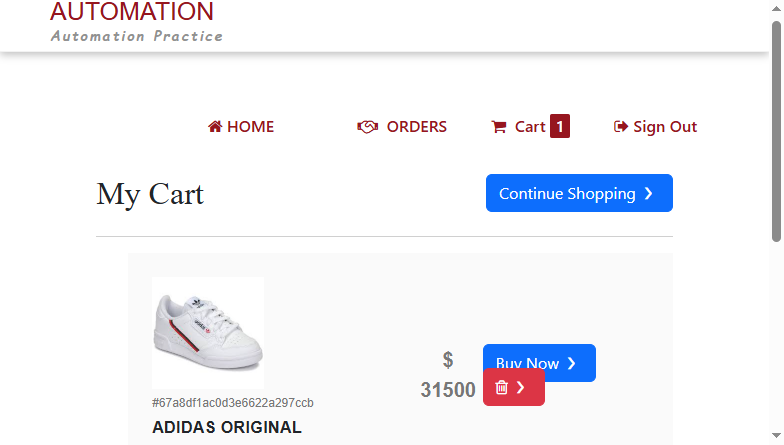 AUTOMATION
Automation Practice
HOME
ORDERS
Cart 1
Sign Out
My Cart
Continue Shopping
#67a8df1ac0d3e6622a297ccb
ADIDAS ORIGINAL
$
31500
Buy Now